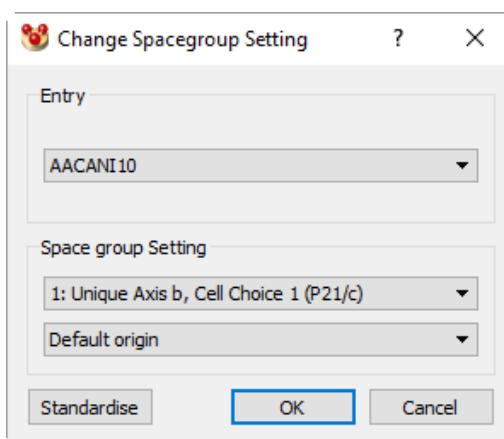 Change Spacegroup Setting ? ✕
Entry
AACANI10
Space group Setting
1: Unique Axis b, Cell Choice 1 (P21/c)
Default origin
Standardise OK Cancel